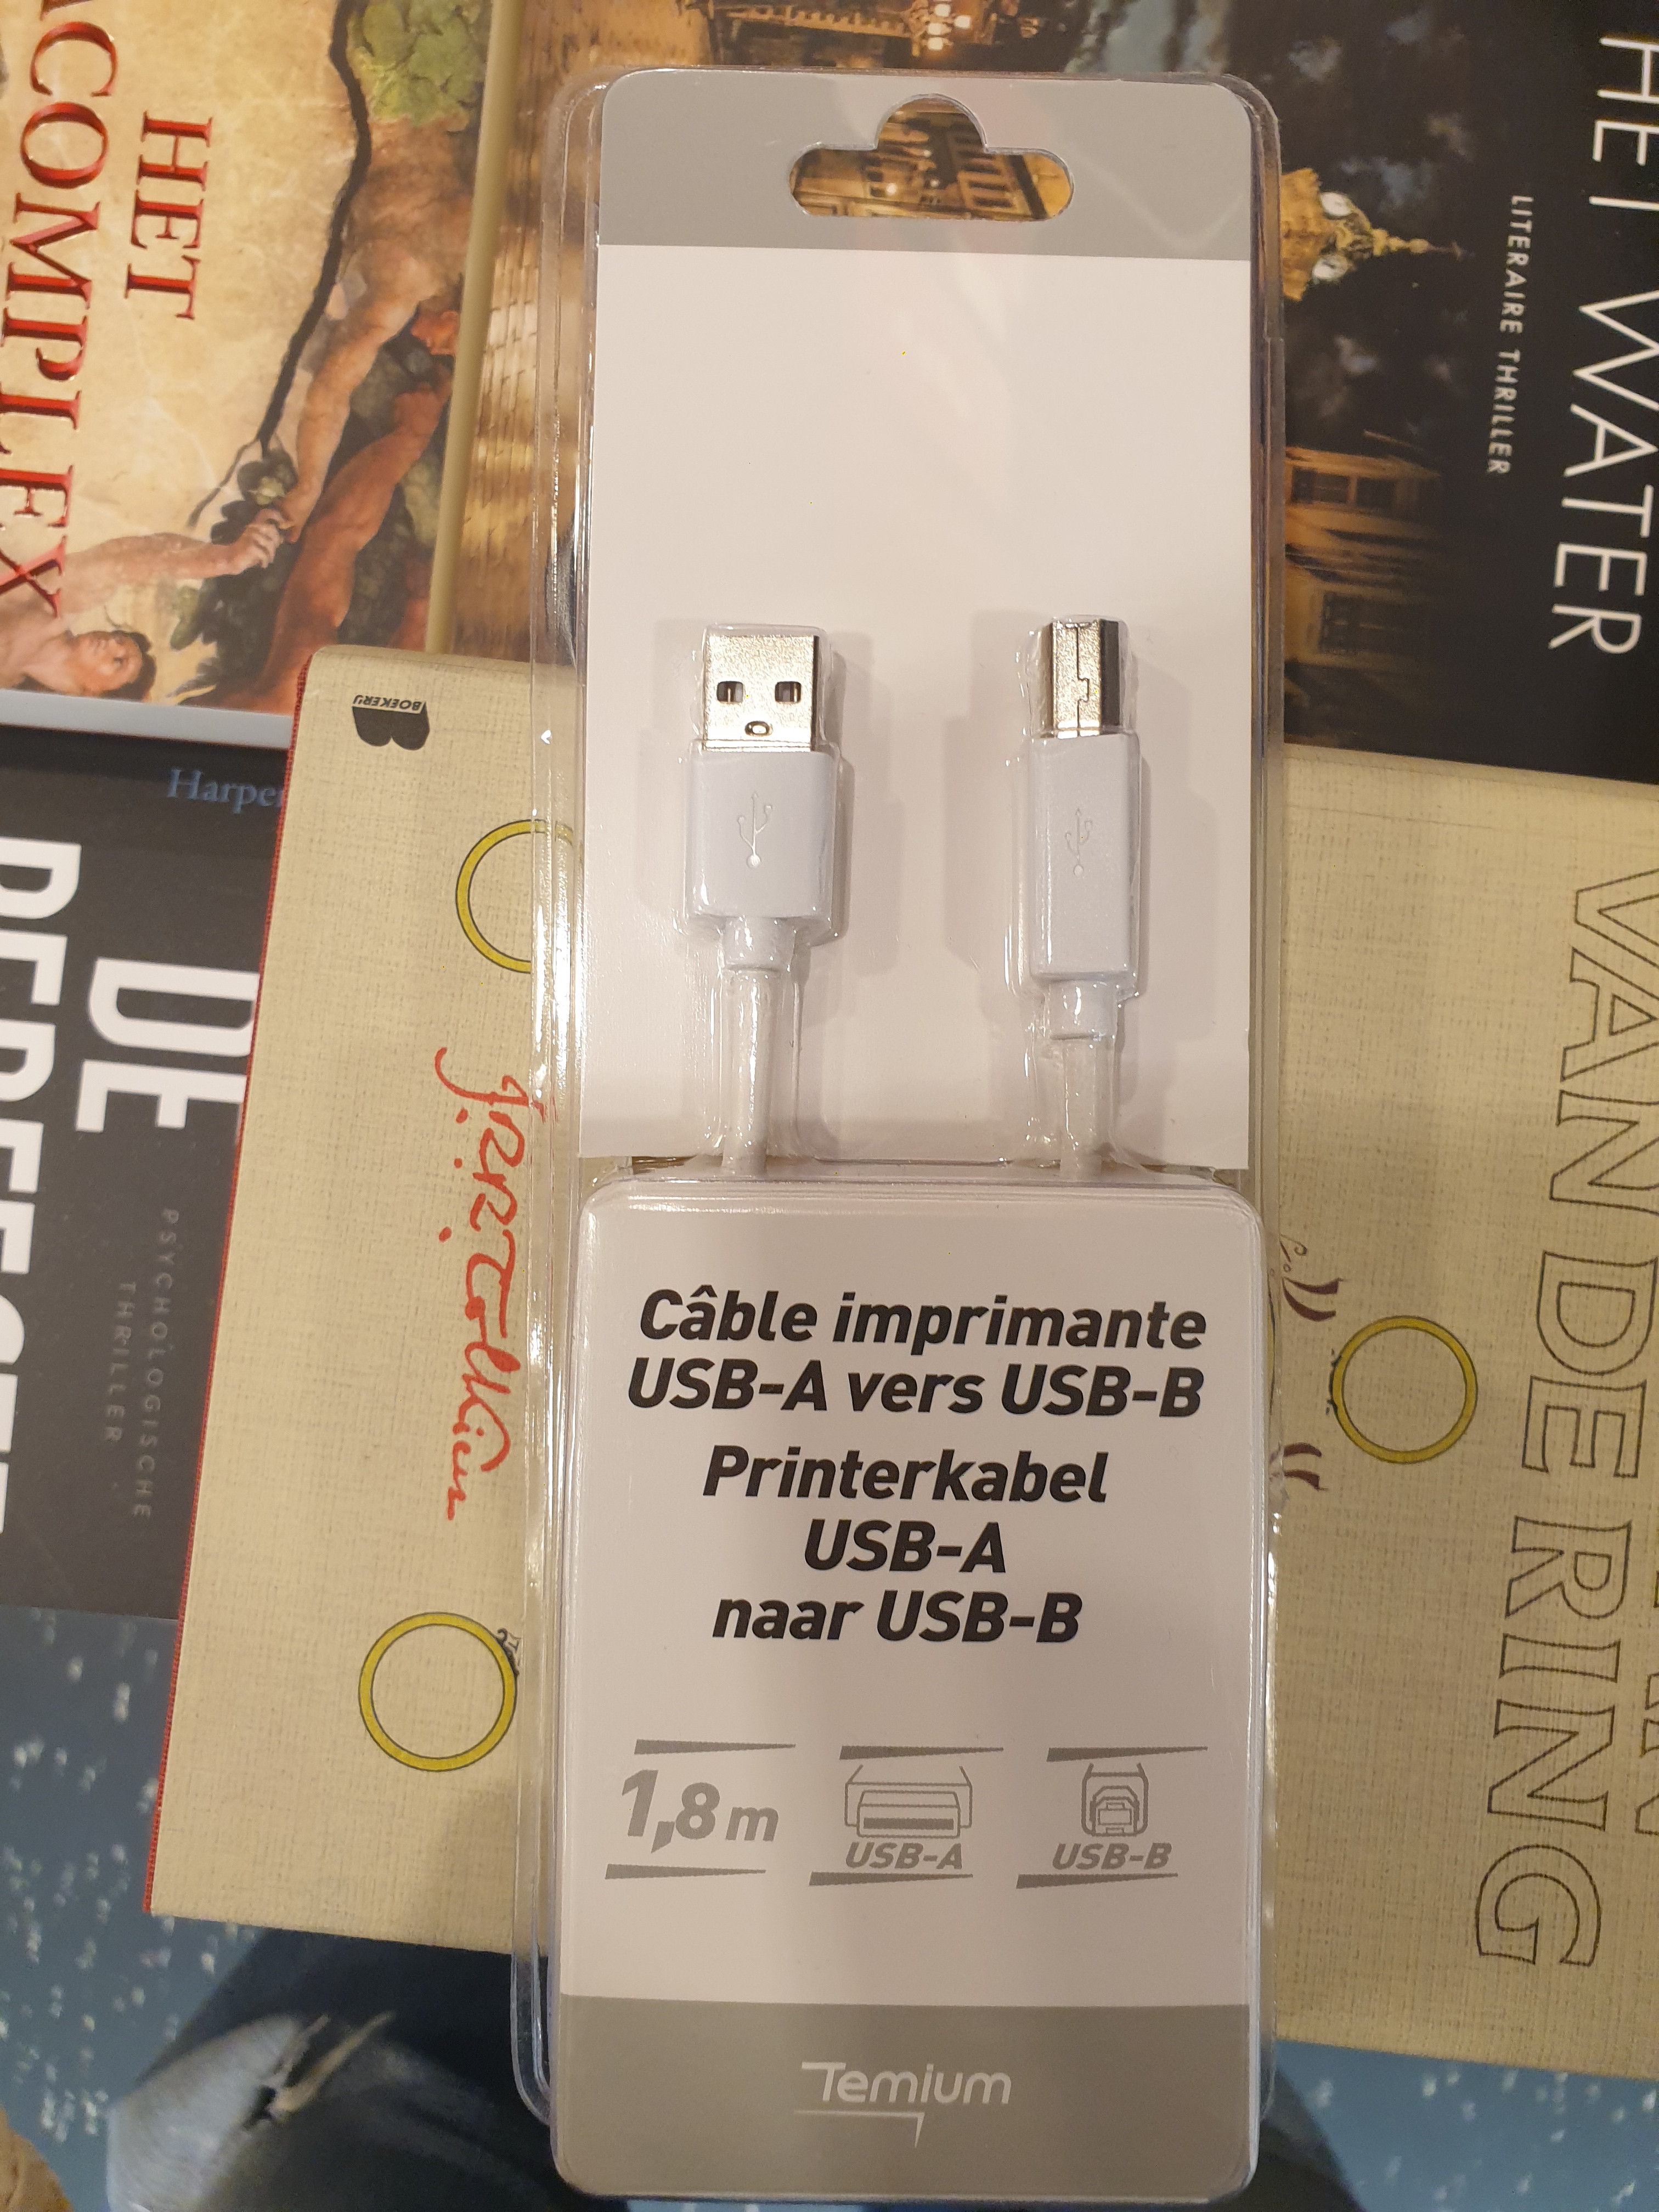 Câble imprimante
USB-A vers USB-B
Printerkabel
USB-A
naar USB-B
1,8 m
USB-A
USB-B
Temium
HET
COMPLEX
HET WATER
LITERAIRE THRILLER
BOEKERIJ
DE
PSYCHOLOGISCHE
THRILLER
VAN DE RING